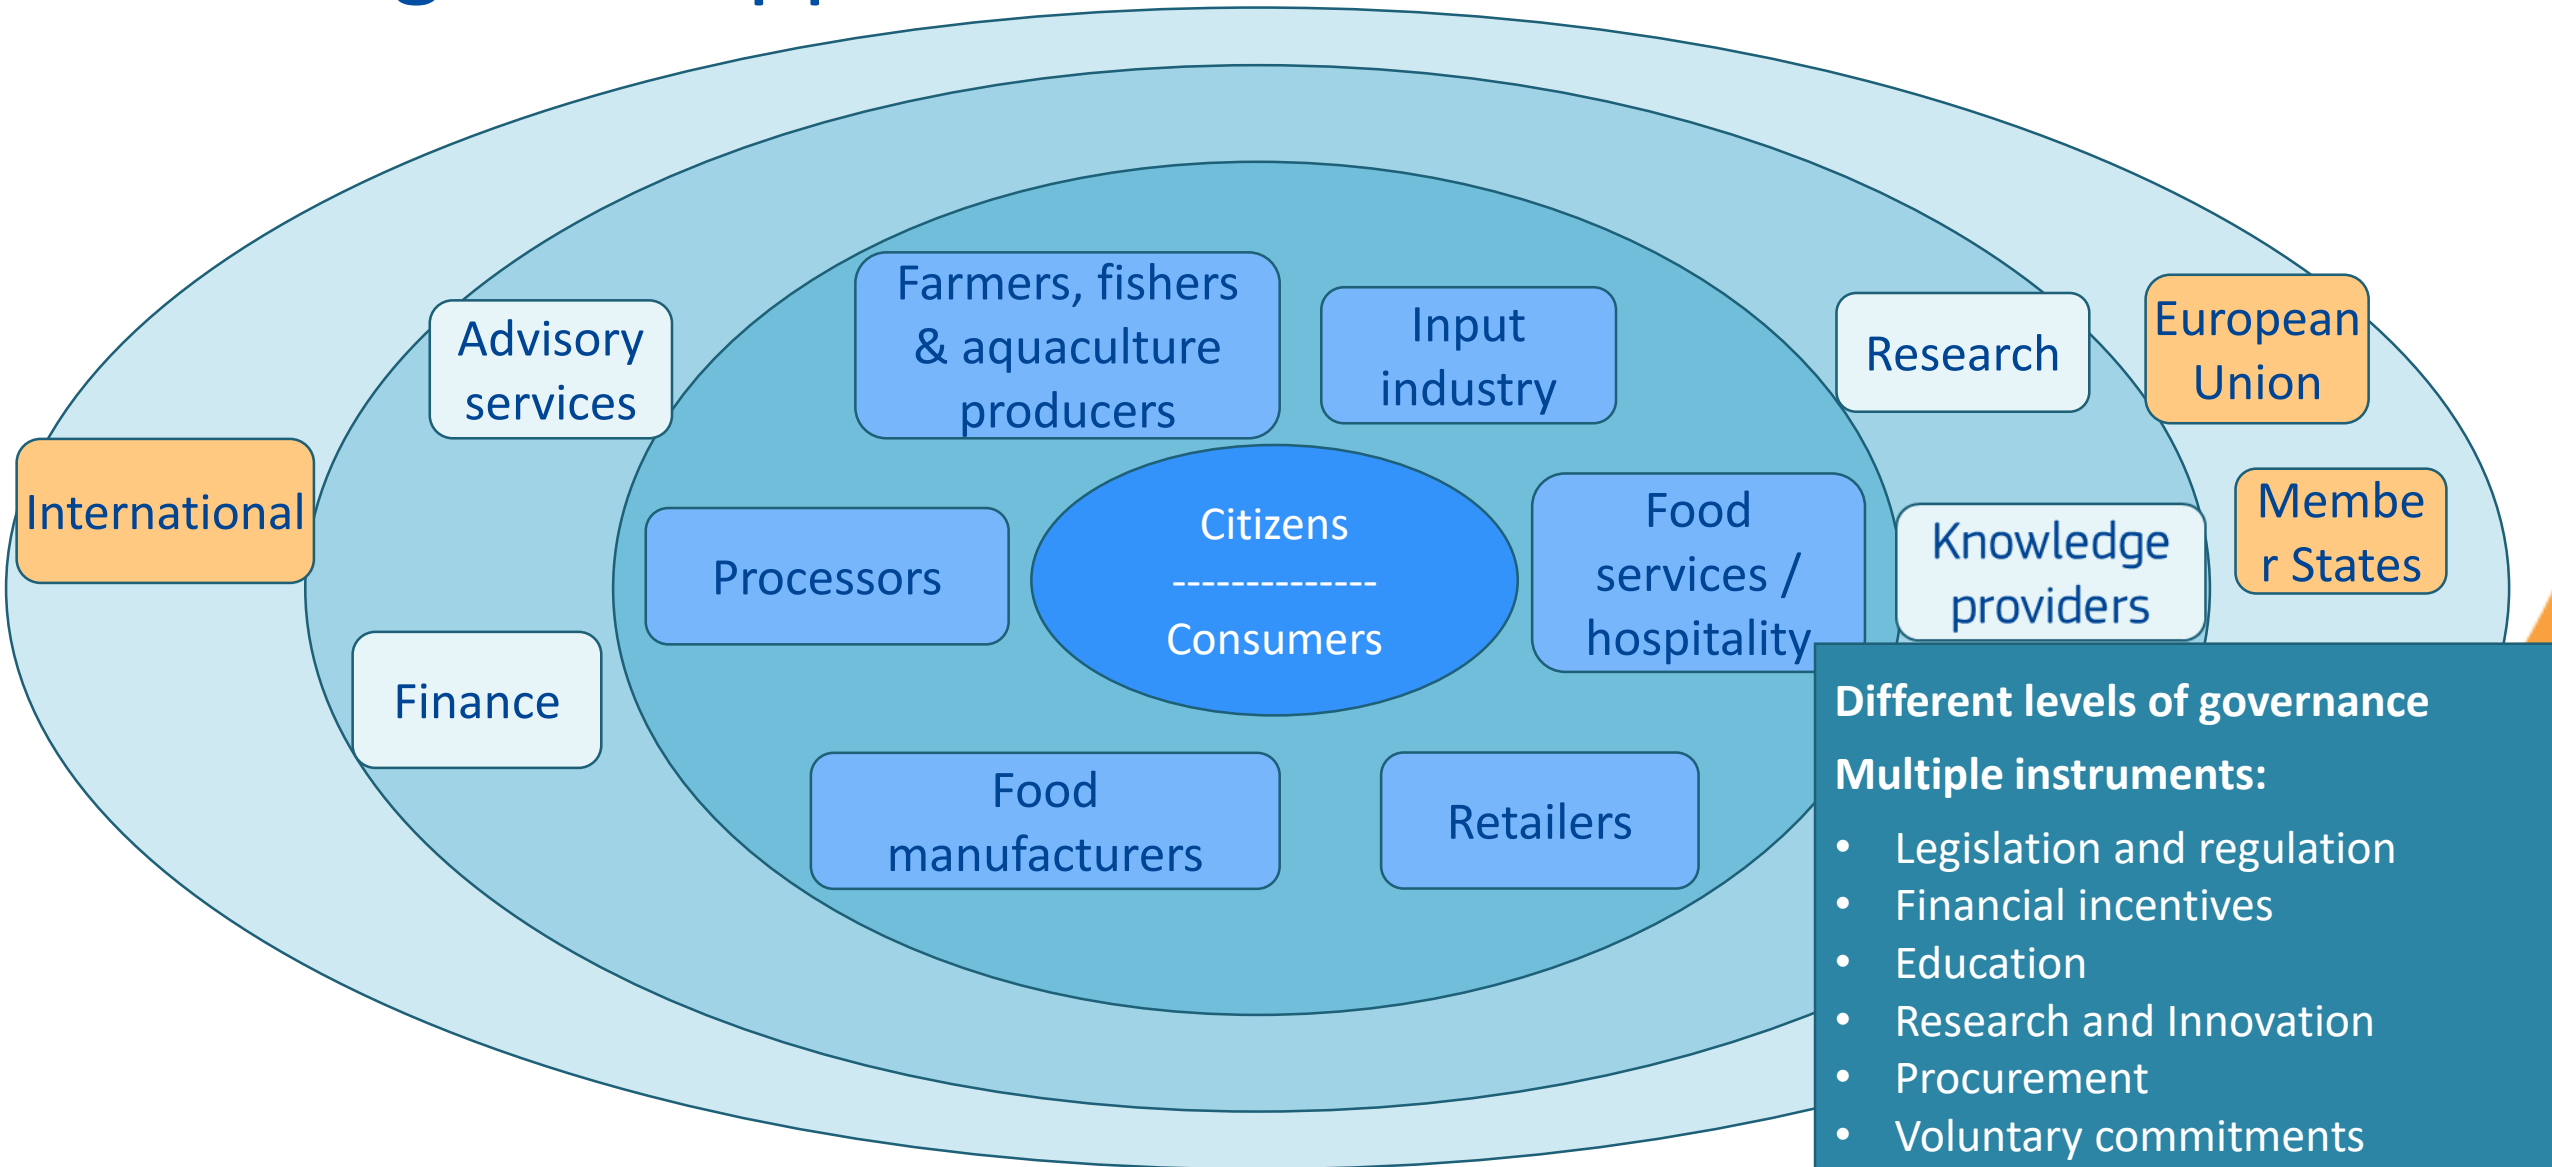 Farmers, fishers
& aquaculture
producers
Input
industry
Advisory
services
Research
European
Union
International
Processors
Citizens
--------------
Consumers
Food
services /
hospitality
Knowledge
providers
Membe
r States
Finance
Food
manufacturers
Retailers
Different levels of governance
Multiple instruments:
• Legislation and regulation
• Financial incentives
• Education
• Research and Innovation
• Procurement
• Voluntary commitments